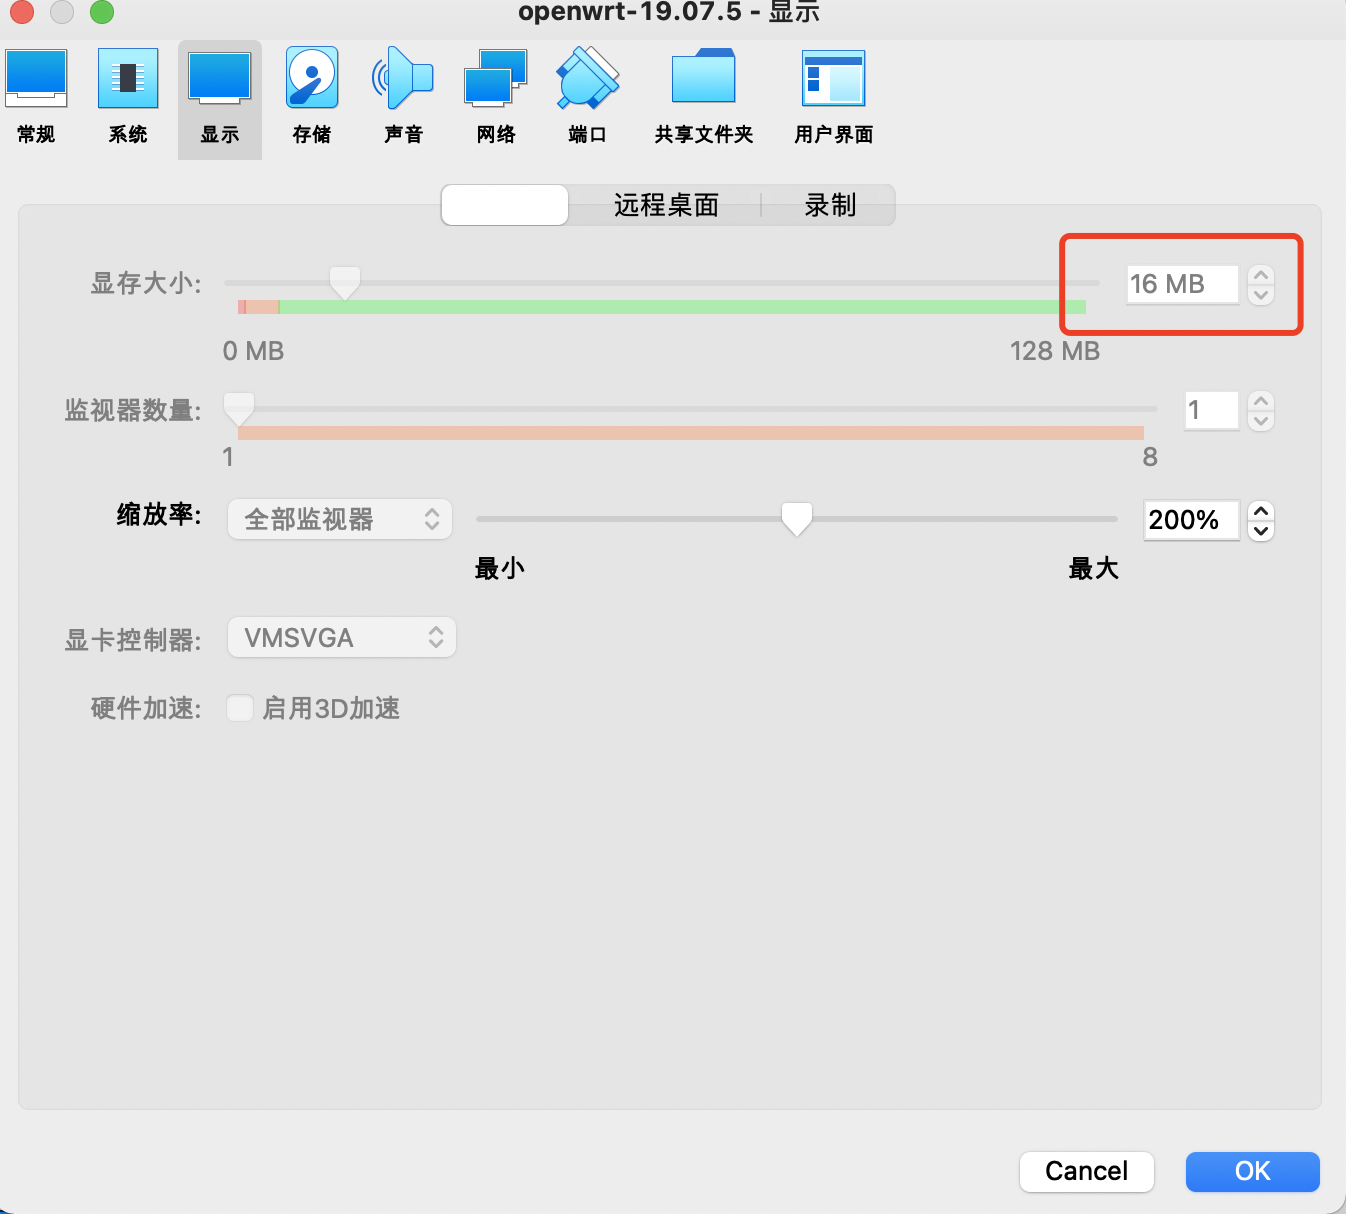 openwrt-19.07.5 - 显示
常规 系统 显示 存储 声音 网络 端口 共享文件夹 用户界面
远程桌面 录制
显存大小: 16 MB
0 MB 128 MB
监视器数量: 1
1 8
缩放率: 全部监视器 200%
最小 最大
显卡控制器: VMSVGA
硬件加速: 启用3D加速
Cancel OK